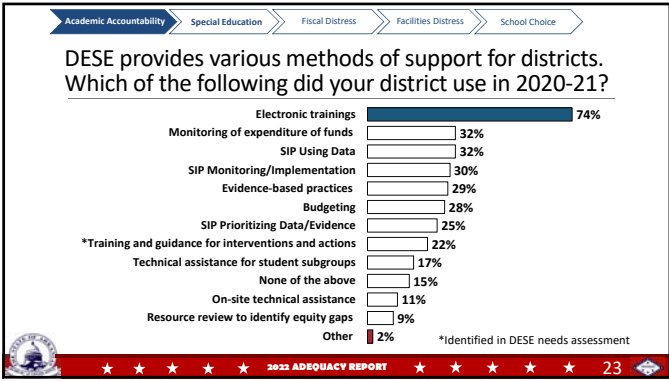 Academic Accountability Special Education Fiscal Distress Facilities Distress School Choice
DESE provides various methods of support for districts.
Which of the following did your district use in 2020-21?
Electronic trainings 74%
Monitoring of expenditure of funds 32%
SIP Using Data 32%
SIP Monitoring/Implementation 30%
Evidence-based practices 29%
Budgeting 28%
SIP Prioritizing Data/Evidence 25%
*Training and guidance for interventions and actions 22%
Technical assistance for student subgroups 17%
None of the above 15%
On-site technical assistance 11%
Resource review to identify equity gaps 9%
Other 2%
*Identified in DESE needs assessment
2022 ADEQUACY REPORT 23